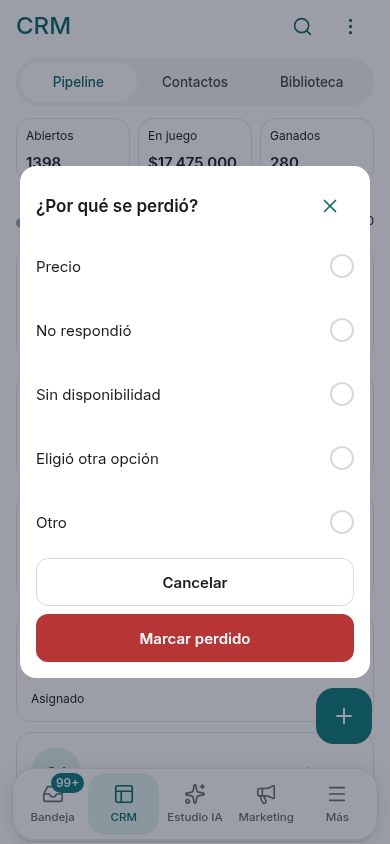 CRM
Pipeline
Contactos
Biblioteca
Abiertos
En juego
Ganados
1398
$17.475.000
280
¿Por qué se perdió?
Precio
No respondió
Sin disponibilidad
Eligió otra opción
Otro
Cancelar
Marcar perdido
Asignado
99+
Bandeja
CRM
Estudio IA
Marketing
Más